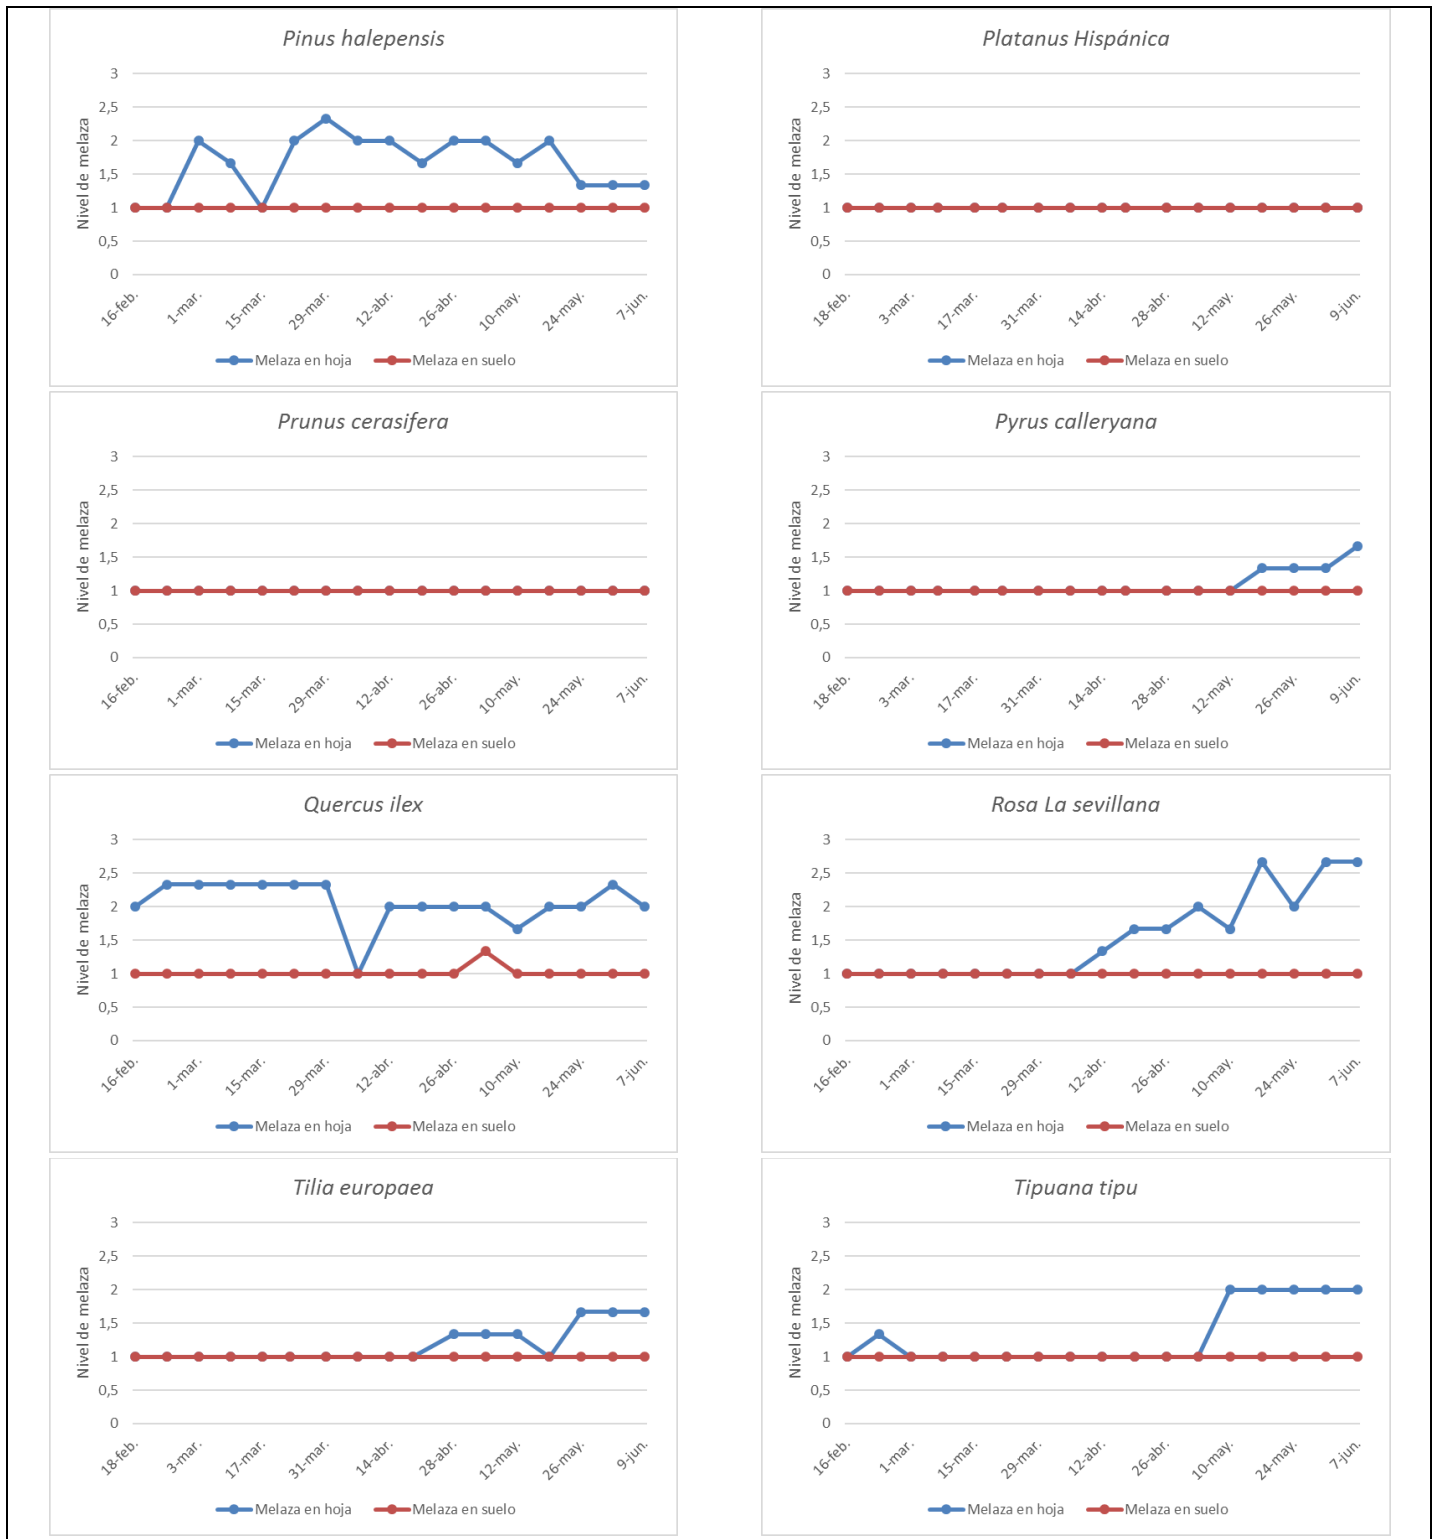 Pinus halepensis
Nivel de melaza
3
2,5
2
1,5
1
0,5
0
16-feb. 1-mar. 15-mar. 29-mar. 12-abr. 26-abr. 10-may. 24-may. 7-jun.
Melaza en hoja Melaza en suelo
Platanus Hispánica
Nivel de melaza
3
2,5
2
1,5
1
0,5
0
18-feb. 3-mar. 17-mar. 31-mar. 14-abr. 28-abr. 12-may. 26-may. 9-jun.
Melaza en hoja Melaza en suelo
Prunus cerasifera
Nivel de melaza
3
2,5
2
1,5
1
0,5
0
16-feb. 1-mar. 15-mar. 29-mar. 12-abr. 26-abr. 10-may. 24-may. 7-jun.
Melaza en hoja Melaza en suelo
Pyrus calleryana
Nivel de melaza
3
2,5
2
1,5
1
0,5
0
18-feb. 3-mar. 17-mar. 31-mar. 14-abr. 28-abr. 12-may. 26-may. 9-jun.
Melaza en hoja Melaza en suelo
Quercus ilex
Nivel de melaza
3
2,5
2
1,5
1
0,5
0
16-feb. 1-mar. 15-mar. 29-mar. 12-abr. 26-abr. 10-may. 24-may. 7-jun.
Melaza en hoja Melaza en suelo
Rosa La sevillana
Nivel de melaza
3
2,5
2
1,5
1
0,5
0
16-feb. 1-mar. 15-mar. 29-mar. 12-abr. 26-abr. 10-may. 24-may. 7-jun.
Melaza en hoja Melaza en suelo
Tilia europaea
Nivel de melaza
3
2,5
2
1,5
1
0,5
0
18-feb. 3-mar. 17-mar. 31-mar. 14-abr. 28-abr. 12-may. 26-may. 9-jun.
Melaza en hoja Melaza en suelo
Tipuana tipu
Nivel de melaza
3
2,5
2
1,5
1
0,5
0
16-feb. 1-mar. 15-mar. 29-mar. 12-abr. 26-abr. 10-may. 24-may. 7-jun.
Melaza en hoja Melaza en suelo